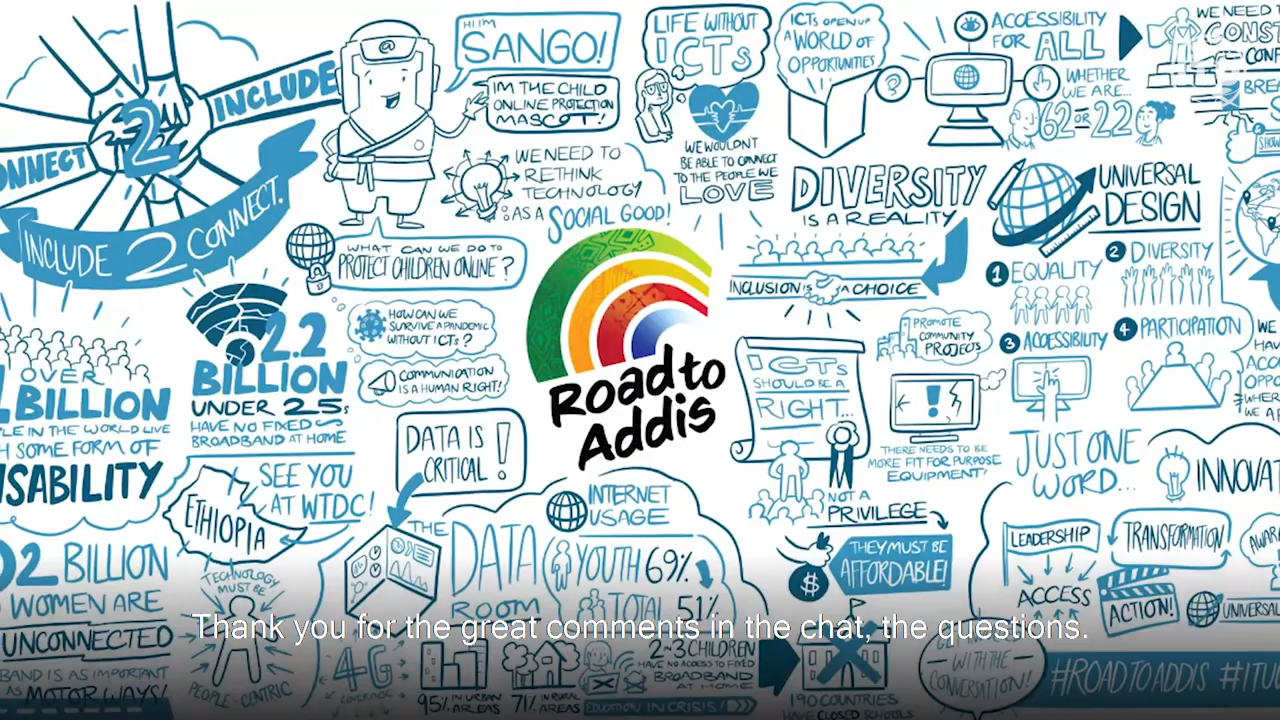 CONNECT
2
INCLUDE
INCLUDE 2 CONNECT.
HI I'M
SANGO!
I'M THE CHILD
ONLINE PROTECTION
MASCOT!
@
WE NEED TO
RETHINK
TECHNOLOGY
AS A SOCIAL GOOD!
WHAT CAN WE DO TO
PROTECT CHILDREN ONLINE?
LIFE WITHOUT
ICTs
WE WOULDN'T
BE ABLE TO CONNECT
TO THE PEOPLE WE
LOVE
ICTs OPEN UP
A WORLD OF
OPPORTUNITIES
?
ACCESSIBILITY
FOR ALL
WHETHER
WE ARE...
62 OR 22
WE NEED TO
DIVERSITY
IS A REALITY
INCLUSION IS A CHOICE
UNIVERSAL
DESIGN
1 EQUALITY
2 DIVERSITY
3 ACCESSIBILITY
4 PARTICIPATION
OVER
1 BILLION
PEOPLE IN THE WORLD LIVE
WITH SOME FORM OF
DISABILITY
2.2
BILLION
UNDER 25s
HAVE NO FIXED
BROADBAND AT HOME
HOW CAN WE
SURVIVE A PANDEMIC
WITHOUT ICTs?
COMMUNICATION
IS A HUMAN RIGHT!
DATA IS
CRITICAL!
Road to
Addis
ICTs
SHOULD BE A
RIGHT...
NOT A
PRIVILEGE
PROMOTE
COMMUNITY
PROJECTS
!
THERE NEEDS TO BE
MORE FIT FOR PURPOSE
EQUIPMENT!
JUST ONE
WORD...
ETHIOPIA
SEE YOU
AT WTDC!
THE
DATA
ROOM
INTERNET
USAGE
YOUTH 69%
TOTAL 51%
$
THEY MUST BE
AFFORDABLE!
LEADERSHIP
TRANSFORMATION
ACCESS
ACTION!
BILLION
WOMEN ARE
UNCONNECTED
BAND IS AS IMPORTANT
AS MOTORWAYS!
TECHNOLOGY
MUST BE
PEOPLE-CENTRIC
4G
COVERAGE
95% IN URBAN
AREAS
71% IN RURAL
AREAS
EDUCATION IN CRISIS!
2 IN 3 CHILDREN
HAVE NO ACCESS TO FIXED
BROADBAND
AT HOME
190 COUNTRIES
HAVE CLOSED SCHOOLS
WITH THE
CONVERSATION!
#ROADTOADDIS
Thank you for the great comments in the chat, the questions.